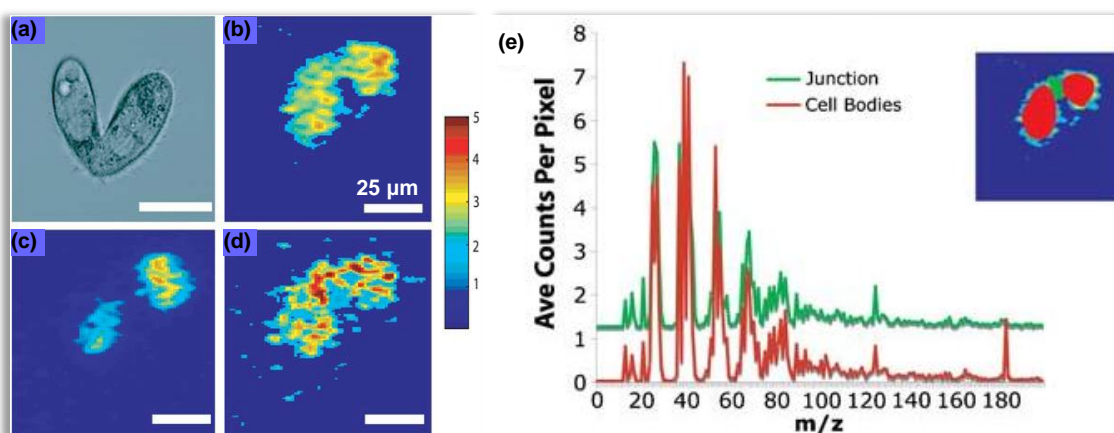 (a)
(b)
25 µm
5
4
3
2
1
(c)
(d)
(e)
8
7
6
5
4
3
2
1
0
Ave Counts Per Pixel
Junction
Cell Bodies
0 20 40 60 80 100 120 140 160 180
m/z